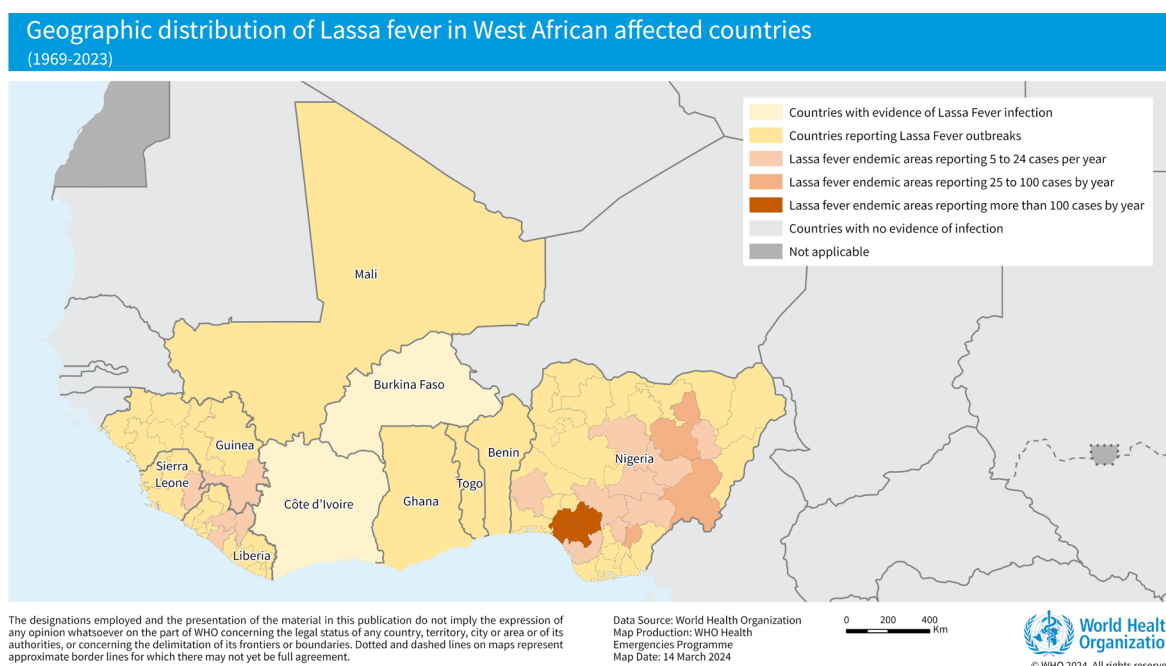 Geographic distribution of Lassa fever in West African affected countries
(1969-2023)
Countries with evidence of Lassa Fever infection
Countries reporting Lassa Fever outbreaks
Lassa fever endemic areas reporting 5 to 24 cases per year
Lassa fever endemic areas reporting 25 to 100 cases by year
Lassa fever endemic areas reporting more than 100 cases by year
Countries with no evidence of infection
Not applicable
Mali
Burkina Faso
Guinea
Benin
Nigeria
Sierra
Leone
Togo
Côte d'Ivoire
Ghana
Liberia
The designations employed and the presentation of the material in this publication do not imply the expression of
any opinion whatsoever on the part of WHO concerning the legal status of any country, territory, city or area or of its
authorities, or concerning the delimitation of its frontiers or boundaries. Dotted and dashed lines on maps represent
approximate border lines for which there may not yet be full agreement.
Data Source: World Health Organization
Map Production: WHO Health
Emergencies Programme
Map Date: 14 March 2024
0 200 400
Km
World Healt
Organizatio
© WHO 2024. All rights reserve